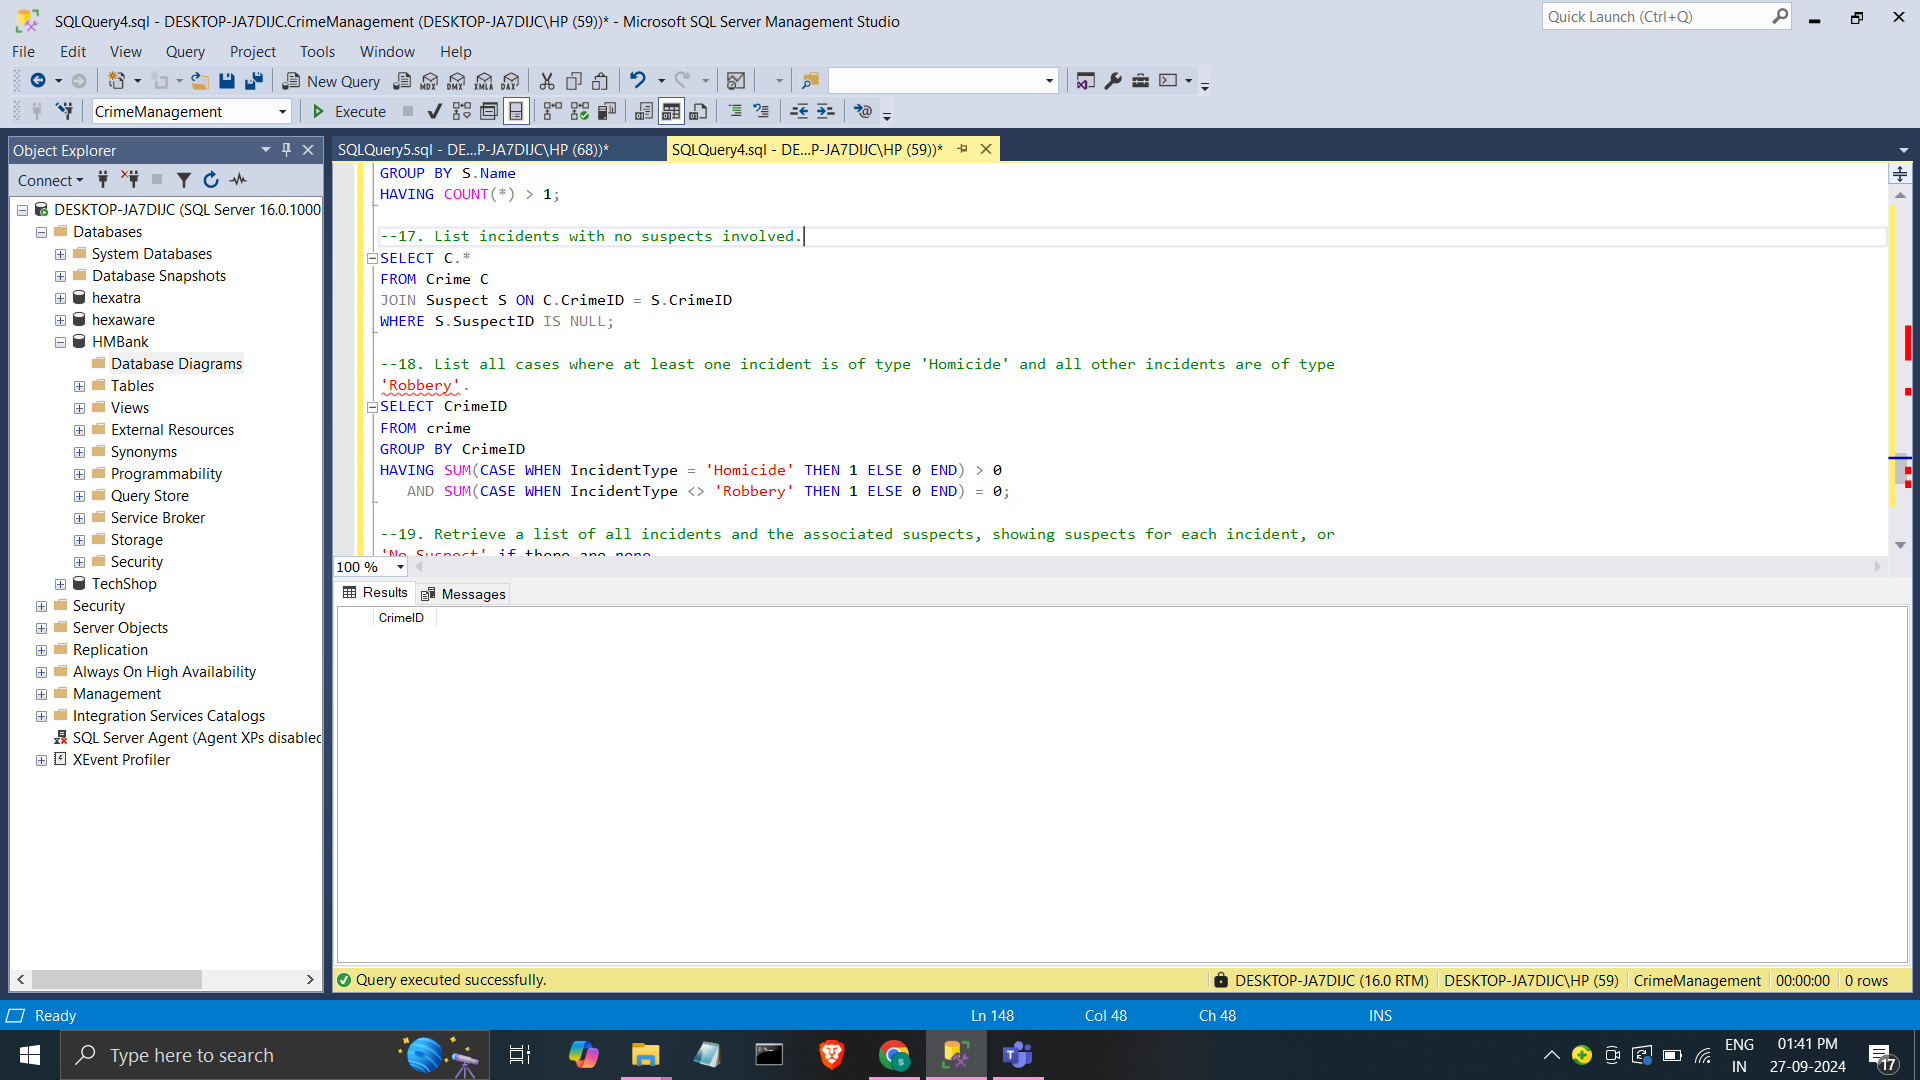 SQLQuery4.sql - DESKTOP-JA7DIJC.CrimeManagement (DESKTOP-JA7DIJC\HP (59))* - Microsoft SQL Server Management Studio
Quick Launch (Ctrl+Q)
File Edit View Query Project Tools Window Help
New Query
MDX DMX XMLA DAX
CrimeManagement
Execute
Object Explorer
SQLQuery5.sql - DE...P-JA7DIJC\HP (68))*
SQLQuery4.sql - DE...P-JA7DIJC\HP (59))*
Connect
DESKTOP-JA7DIJC (SQL Server 16.0.1000
Databases
System Databases
Database Snapshots
hexatra
hexaware
HMBank
Database Diagrams
Tables
Views
External Resources
Synonyms
Programmability
Query Store
Service Broker
Storage
Security
TechShop
Security
Server Objects
Replication
Always On High Availability
Management
Integration Services Catalogs
SQL Server Agent (Agent XPs disabled
XEvent Profiler
GROUP BY S.Name
HAVING COUNT(*) > 1;
--17. List incidents with no suspects involved.
SELECT C.*
FROM Crime C
JOIN Suspect S ON C.CrimeID = S.CrimeID
WHERE S.SuspectID IS NULL;
--18. List all cases where at least one incident is of type 'Homicide' and all other incidents are of type
'Robbery'.
SELECT CrimeID
FROM crime
GROUP BY CrimeID
HAVING SUM(CASE WHEN IncidentType = 'Homicide' THEN 1 ELSE 0 END) > 0
AND SUM(CASE WHEN IncidentType <> 'Robbery' THEN 1 ELSE 0 END) = 0;
--19. Retrieve a list of all incidents and the associated suspects, showing suspects for each incident, or
'No Suspect' if there are none
100 %
Results Messages
CrimeID
Query executed successfully.
DESKTOP-JA7DIJC (16.0 RTM) DESKTOP-JA7DIJC\HP (59) CrimeManagement 00:00:00 0 rows
Ready
Ln 148 Col 48 Ch 48 INS
Type here to search
ENG
IN
01:41 PM
27-09-2024
17